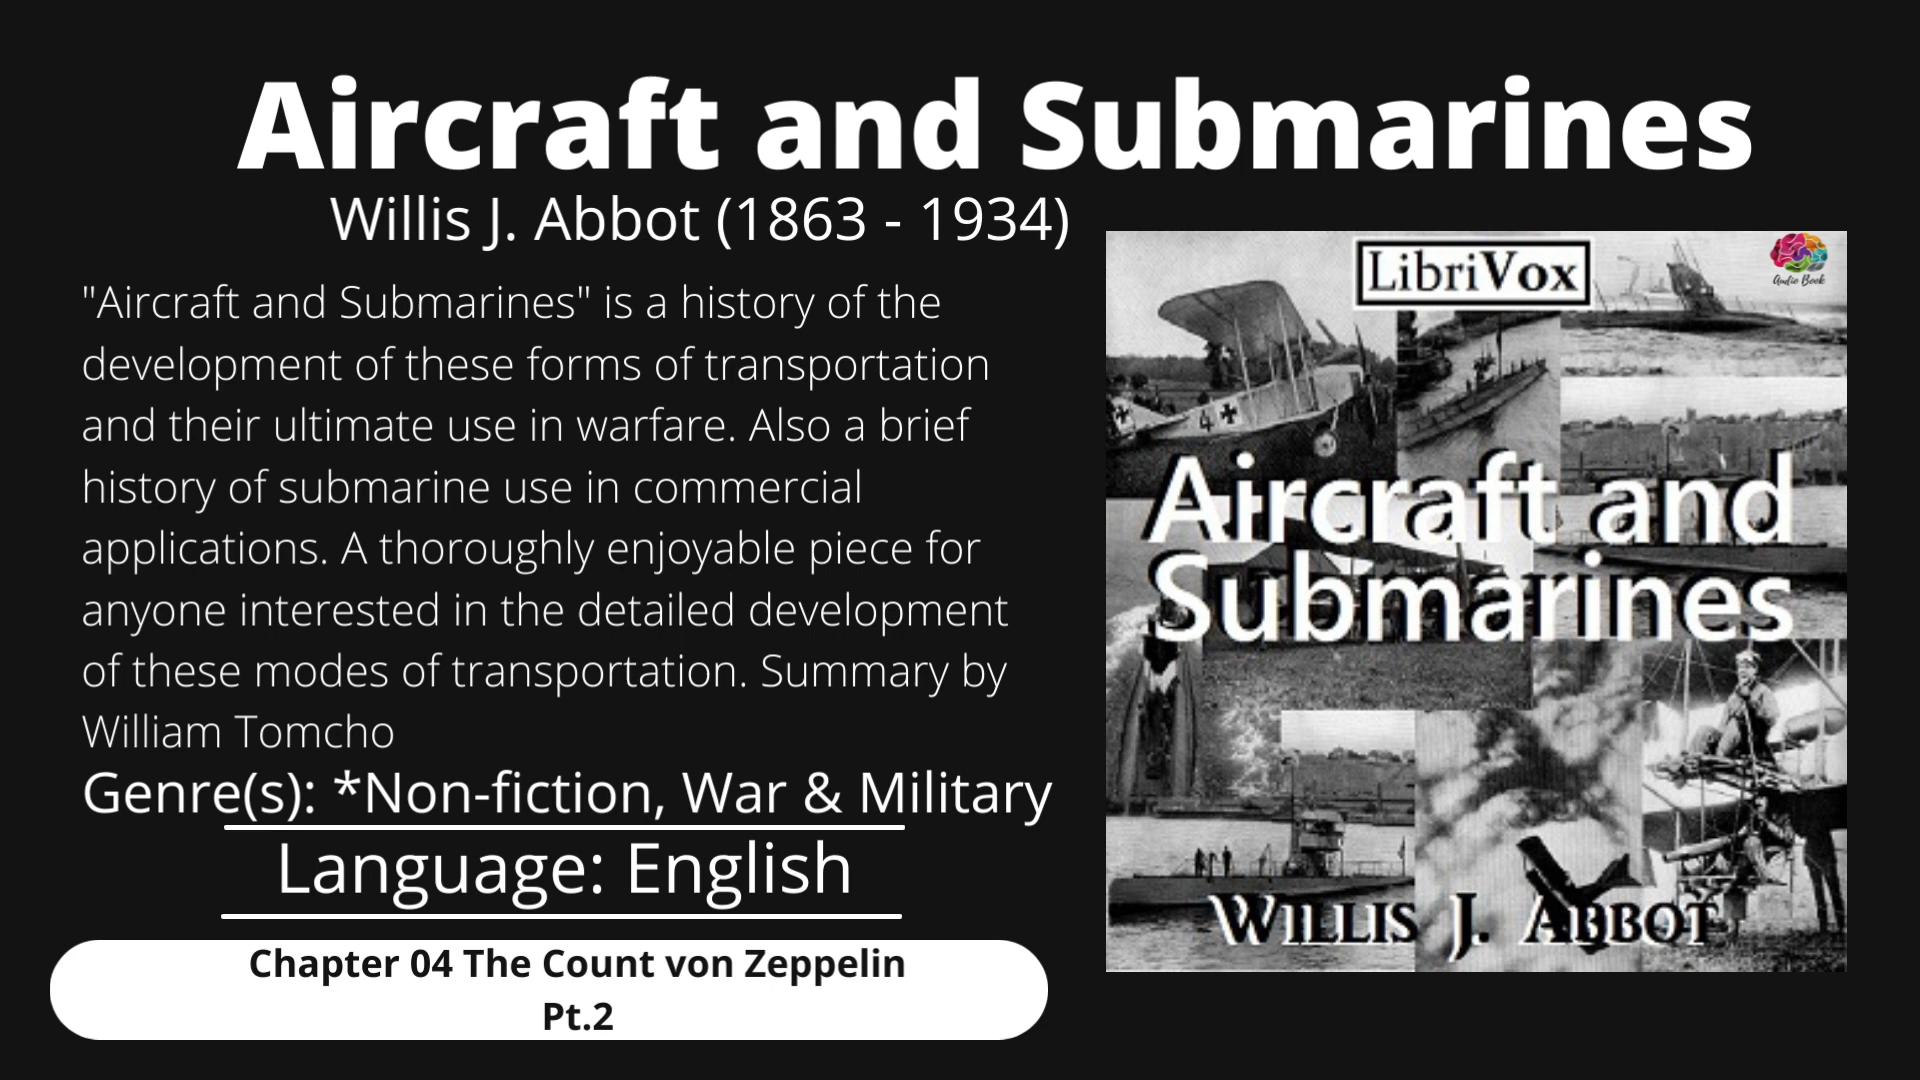 Aircraft and Submarines
Willis J. Abbot (1863 - 1934)
"Aircraft and Submarines" is a history of the
development of these forms of transportation
and their ultimate use in warfare. Also a brief
history of submarine use in commercial
applications. A thoroughly enjoyable piece for
anyone interested in the detailed development
of these modes of transportation. Summary by
William Tomcho
Genre(s): *Non-fiction, War & Military
Language: English
Chapter 04 The Count von Zeppelin
Pt.2
LibriVox
Audio Book
4
Aircraft and
Submarines
WILLIS J. ABBOT